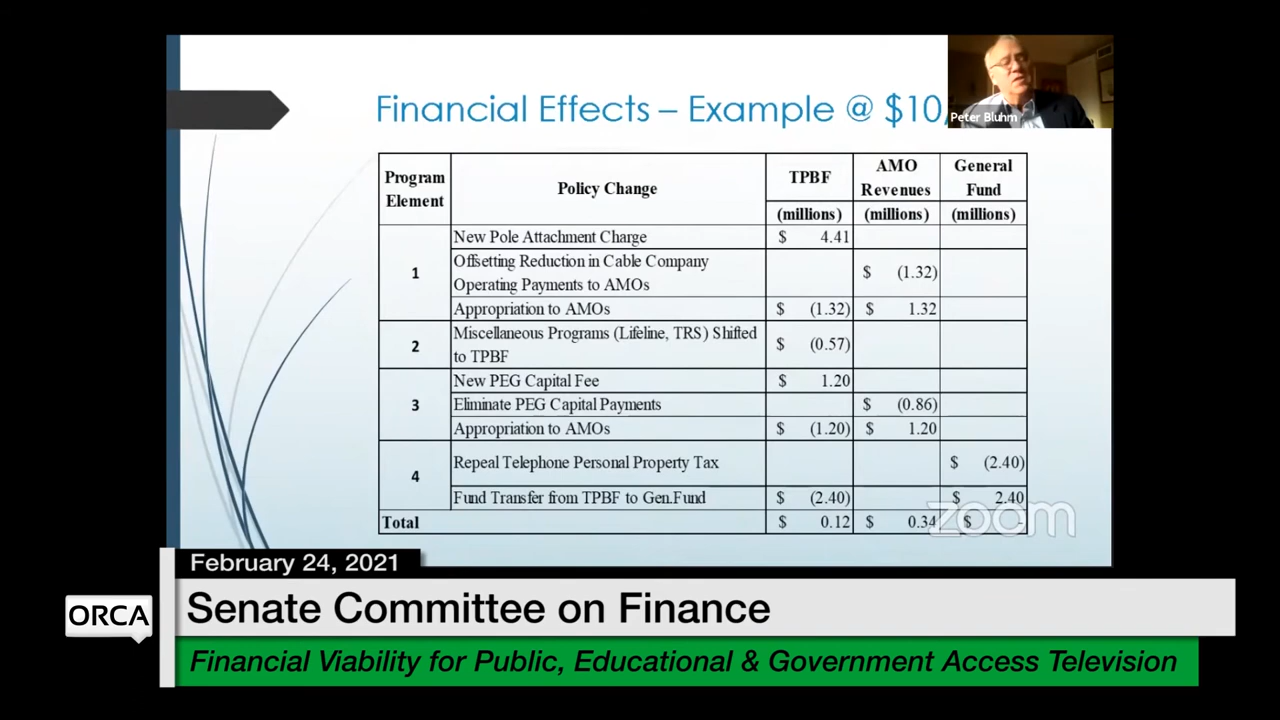 Financial Effects – Example @ $10
Peter Bluhm
Program Element
Policy Change
TPBF
AMO Revenues
General Fund
(millions) (millions) (millions)
1
New Pole Attachment Charge $ 4.41
Offsetting Reduction in Cable Company
Operating Payments to AMOs $ (1.32)
Appropriation to AMOs $ (1.32) $ 1.32
2
Miscellaneous Programs (Lifeline, TRS) Shifted
to TPBF $ (0.57)
3
New PEG Capital Fee $ 1.20
Eliminate PEG Capital Payments $ (0.86)
Appropriation to AMOs $ (1.20) $ 1.20
4
Repeal Telephone Personal Property Tax $ (2.40)
Fund Transfer from TPBF to Gen.Fund $ (2.40) $ 2.40
Total $ 0.12 $ 0.34 $ -
zoom
February 24, 2021
ORCA
Senate Committee on Finance
Financial Viability for Public, Educational & Government Access Television